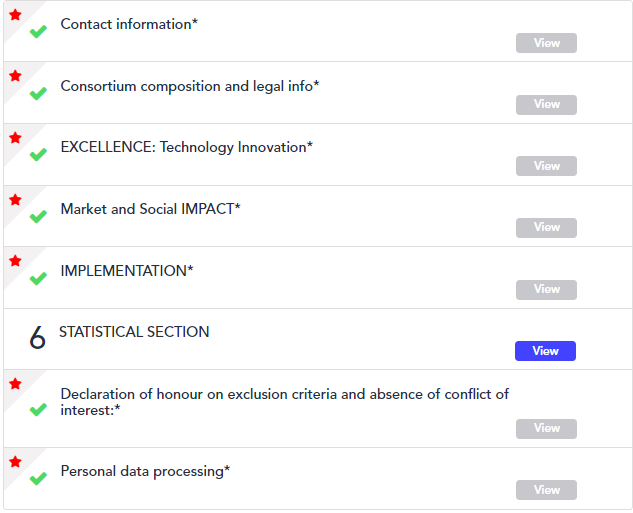 Contact information*
View
Consortium composition and legal info*
View
EXCELLENCE: Technology Innovation*
View
Market and Social IMPACT*
View
IMPLEMENTATION*
View
6 STATISTICAL SECTION
View
Declaration of honour on exclusion criteria and absence of conflict of
interest:*
View
Personal data processing*
View